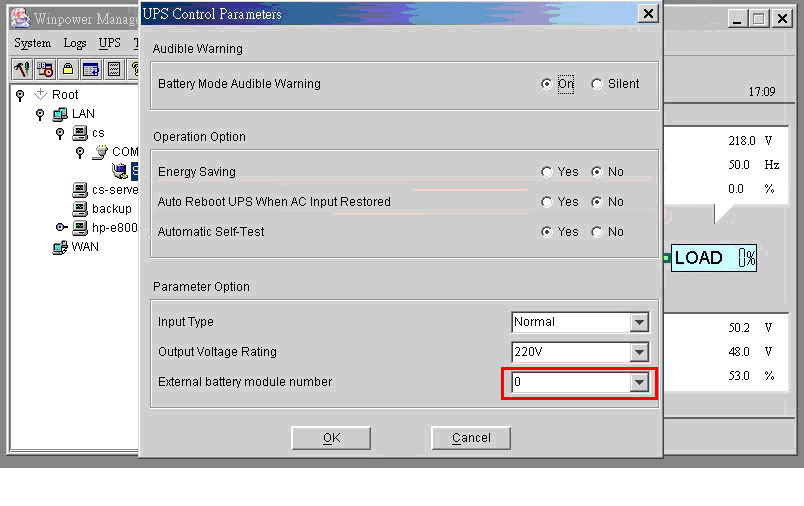 Winpower Manag
UPS Control Parameters
System Logs UPS T
Audible Warning
Battery Mode Audible Warning On Silent
17:09
Root
LAN
cs
COM
S
cs-serve
backup
hp-e800
WAN
Operation Option
Energy Saving Yes No
Auto Reboot UPS When AC Input Restored Yes No
Automatic Self-Test Yes No
218.0 V
50.0 Hz
0.0 %
LOAD 0%
Parameter Option
Input Type Normal
Output Voltage Rating 220V
External battery module number 0
50.2 V
48.0 V
53.0 %
OK Cancel